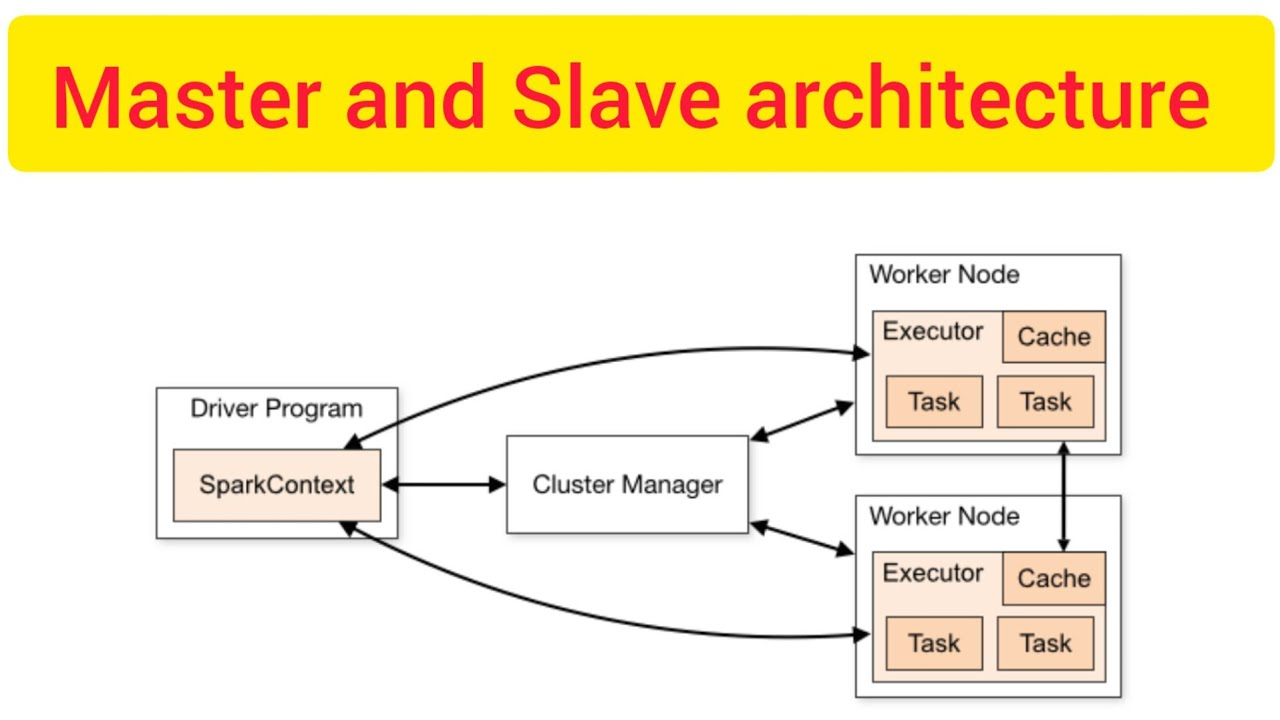 Master and Slave architecture
Driver Program
SparkContext
Cluster Manager
Worker Node
Executor
Cache
Task
Task
Worker Node
Executor
Cache
Task
Task